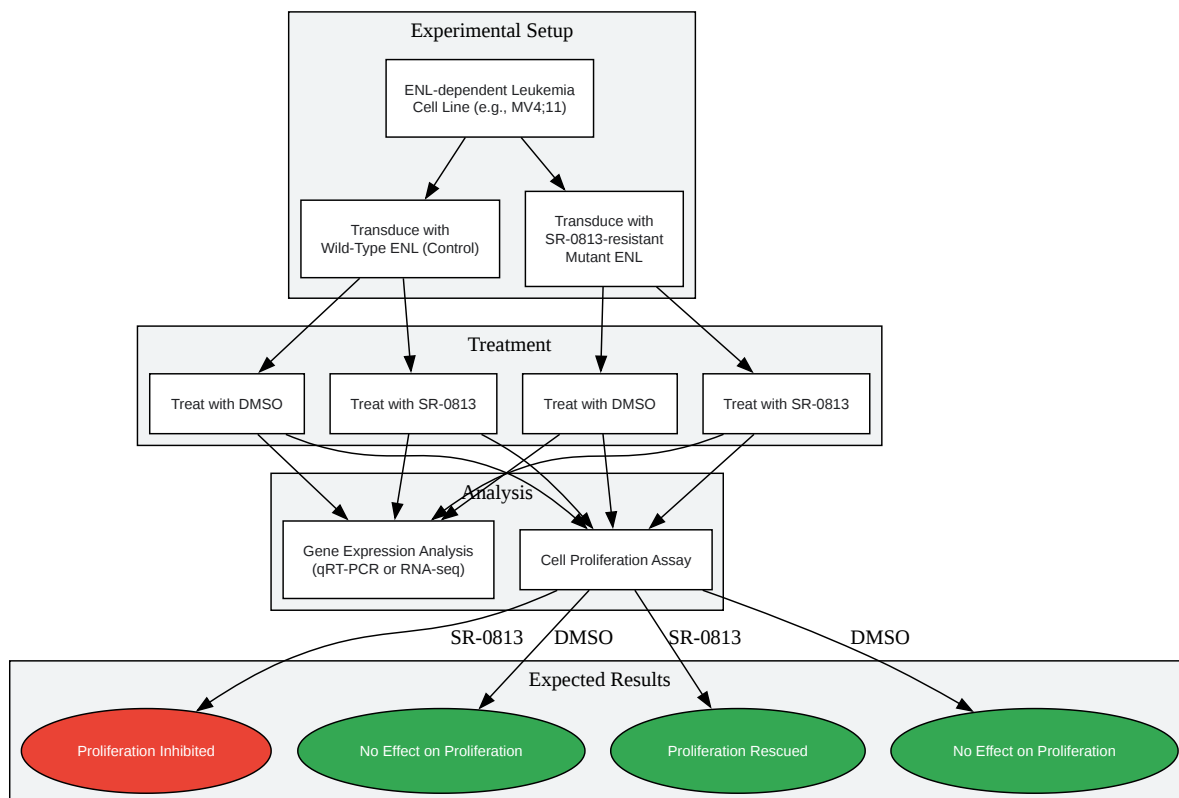 Experimental Setup
ENL-dependent Leukemia
Cell Line (e.g., MV4;11)
Transduce with
Wild-Type ENL (Control)
Transduce with
SR-0813-resistant
Mutant ENL
Treatment
Treat with DMSO
Treat with SR-0813
Treat with DMSO
Treat with SR-0813
Analysis
Gene Expression Analysis
(qRT-PCR or RNA-seq)
Cell Proliferation Assay
SR-0813
DMSO
SR-0813
DMSO
Expected Results
Proliferation Inhibited
No Effect on Proliferation
Proliferation Rescued
No Effect on Proliferation